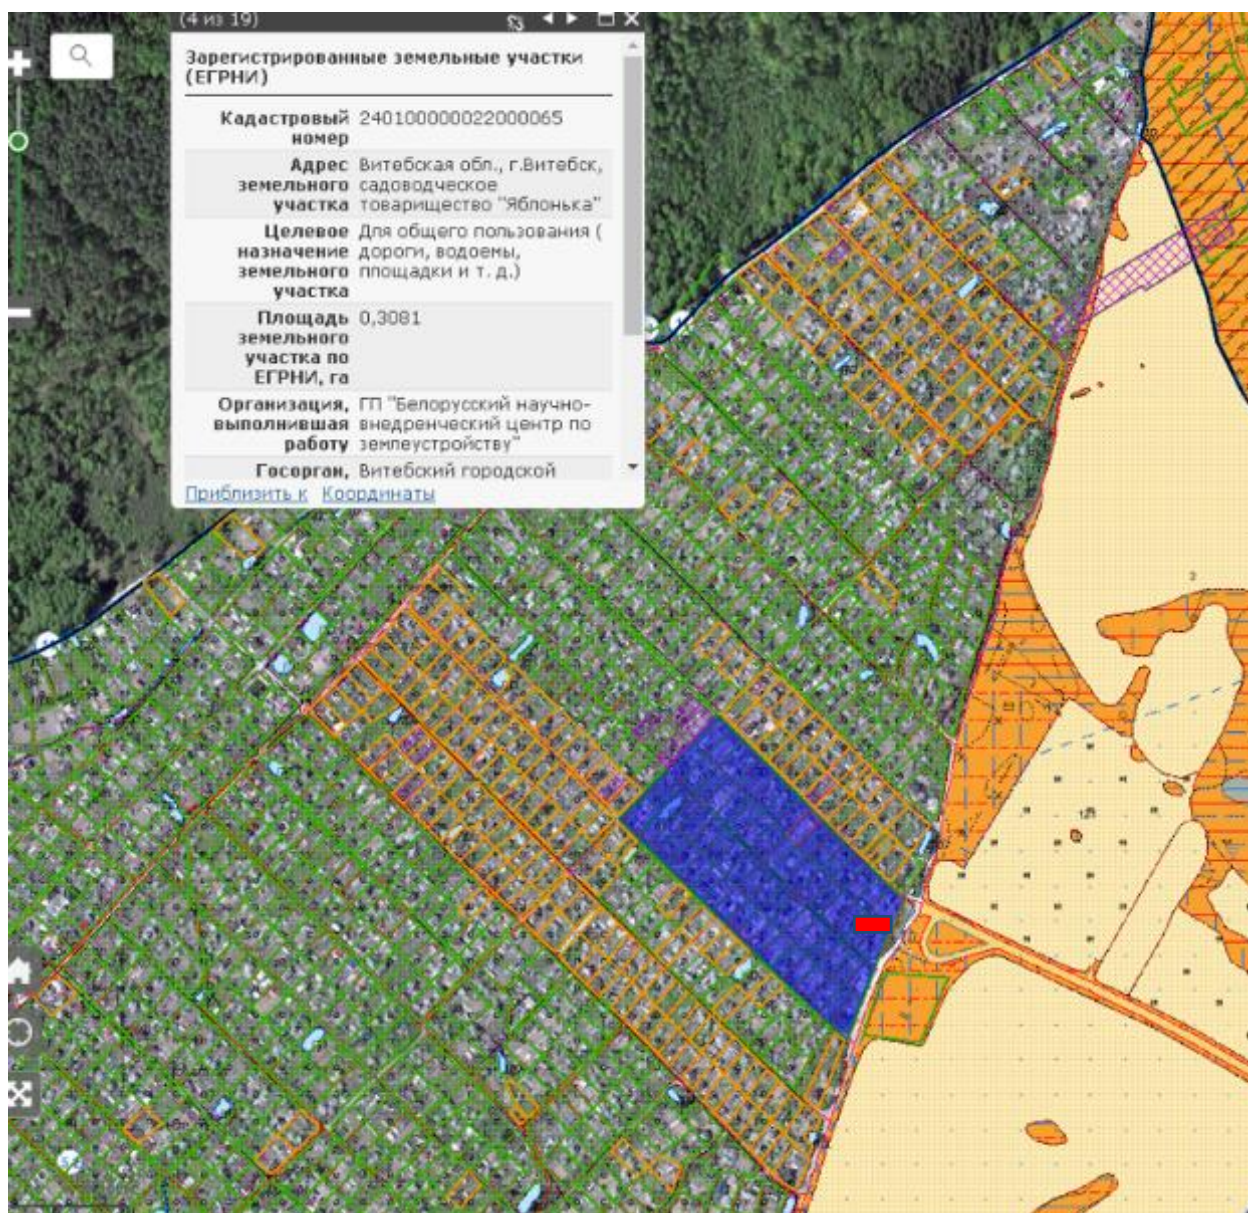 (4 из 19)
Зарегистрированные земельные участки
(ЕГРНИ)
Кадастровый 240100000022000065
номер
Адрес Витебская обл., г.Витебск,
земельного садоводческое
участка товарищество "Яблонька"
Целевое Для общего пользования (
назначение дороги, водоемы,
земельного площадки и т. д.)
участка
Площадь 0,3081
земельного
участка по
ЕГРНИ, га
Организация, ГП "Белорусский научно-
выполнившая внедренческий центр по
работу землеустройству"
Госорган, Витебский городской
Приблизить к Координаты